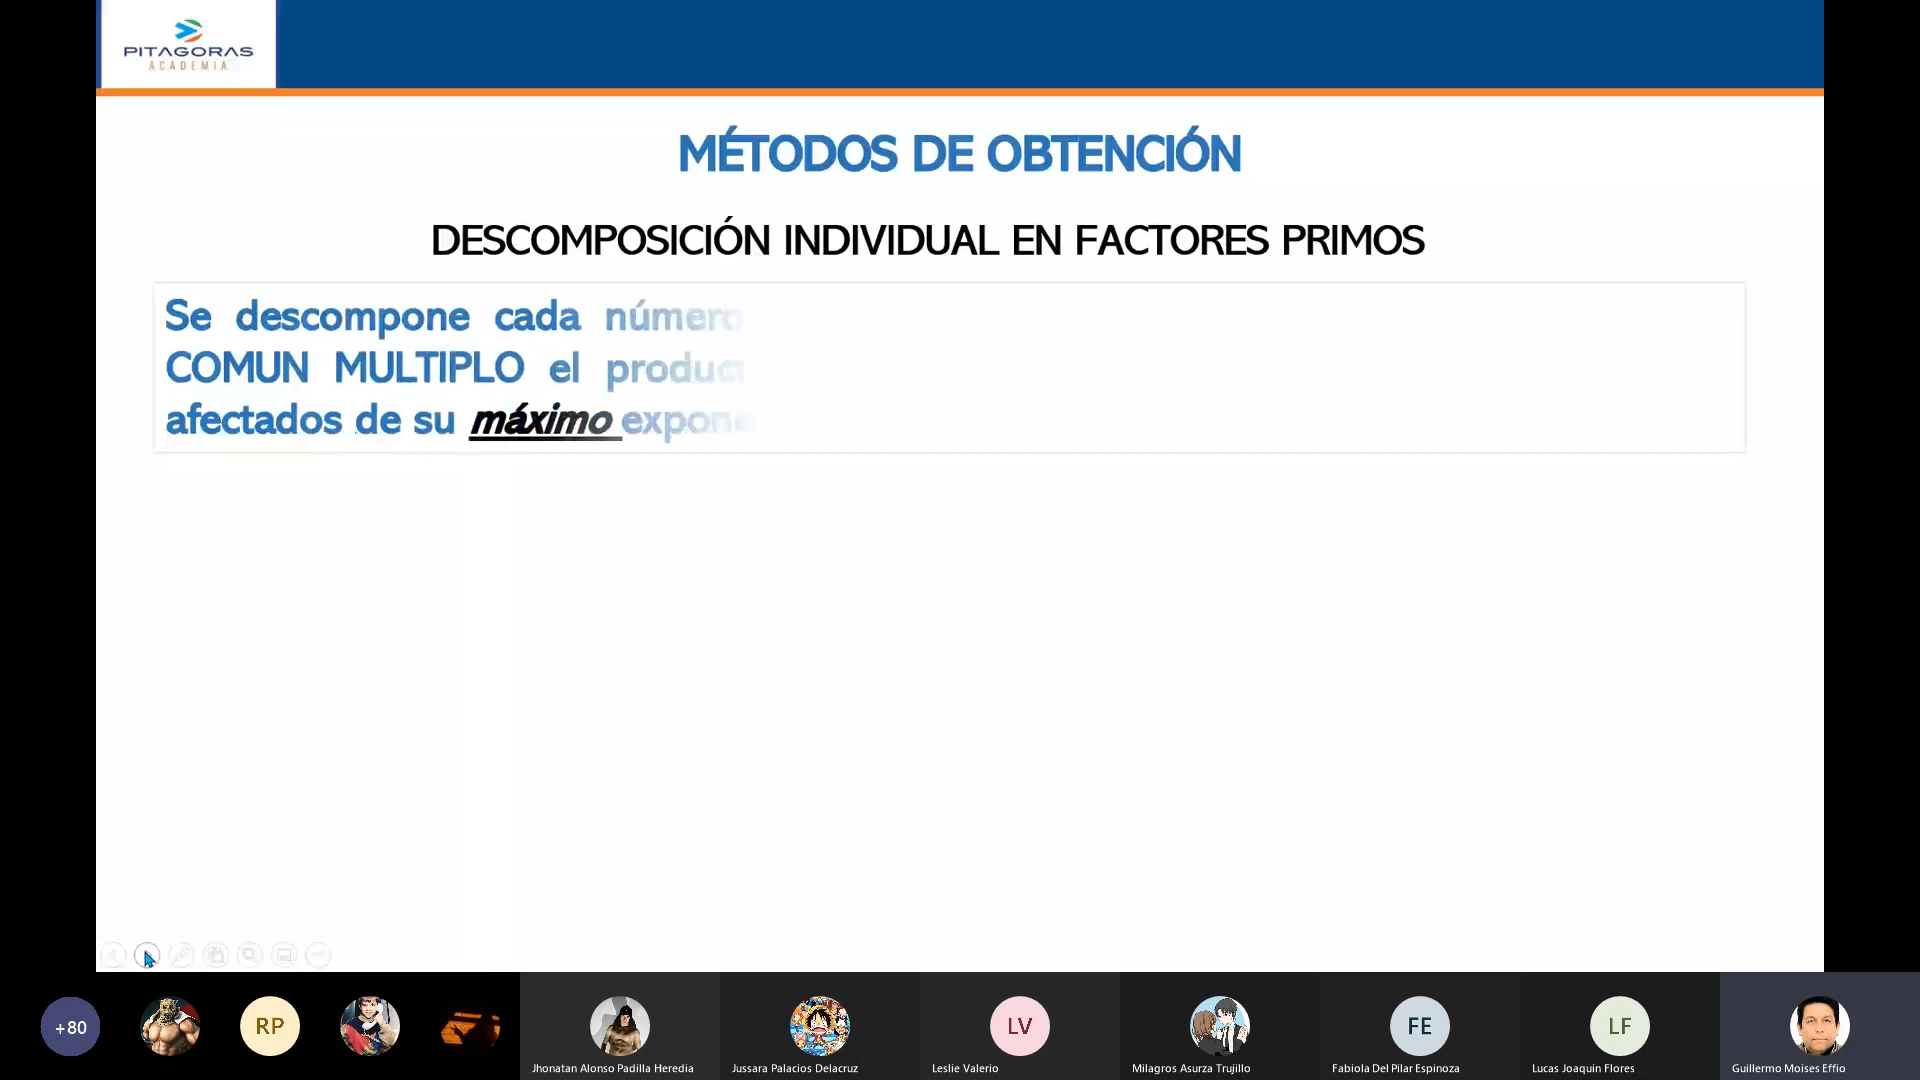 PITAGORAS
ACADEMIA
MÉTODOS DE OBTENCIÓN
DESCOMPOSICIÓN INDIVIDUAL EN FACTORES PRIMOS
Se descompone cada número
COMUN MULTIPLO el
afectados de su máximo
+80
RP
LV
FE
LF
Jhonatan Alonso Padilla Heredia
Jussara Palacios Delacruz
Leslie Valerio
Milagros Asurza Trujillo
Fabiola Del Pilar Espinoza
Lucas Joaquin Flores
Guillermo Moises Effio